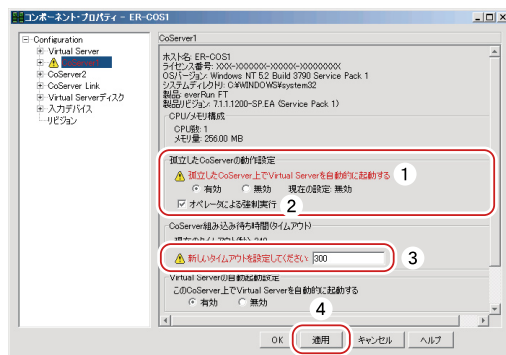 コンポーネント・プロパティ - ER-COS1
Configuration
Virtual Server
CoServer2
CoServer Link
Virtual Serverディスク
入力デバイス
リビジョン
CoServer1
ホスト名: ER-COS1
ライセンス番号: XXX-XXXXXX-XXXXX-XXXXXXXXX
OSバージョン: Windows NT 5.2 Build 3790 Service Pack 1
システムディレクトリ: C:¥WINDOWS¥system32
製品: everRun FT
製品リビジョン: 7.1.1.1200-SP.EA (Service Pack 1)
CPU/メモリ構成
CPU数: 1
メモリ量: 256.00 MB
孤立したCoServerの動作設定
孤立したCoServer上でVirtual Serverを自動的に起動する 1
有効 無効 現在の設定: 無効
オペレータによる強制実行 2
CoServer組み込み待ち時間(タイムアウト)
新しいタイムアウトを設定してください: 300 3
Virtual Serverの自動起動設定
このCoServer上でVirtual Serverを自動的に起動する
有効 無効
4
OK 適用 キャンセル ヘルプ